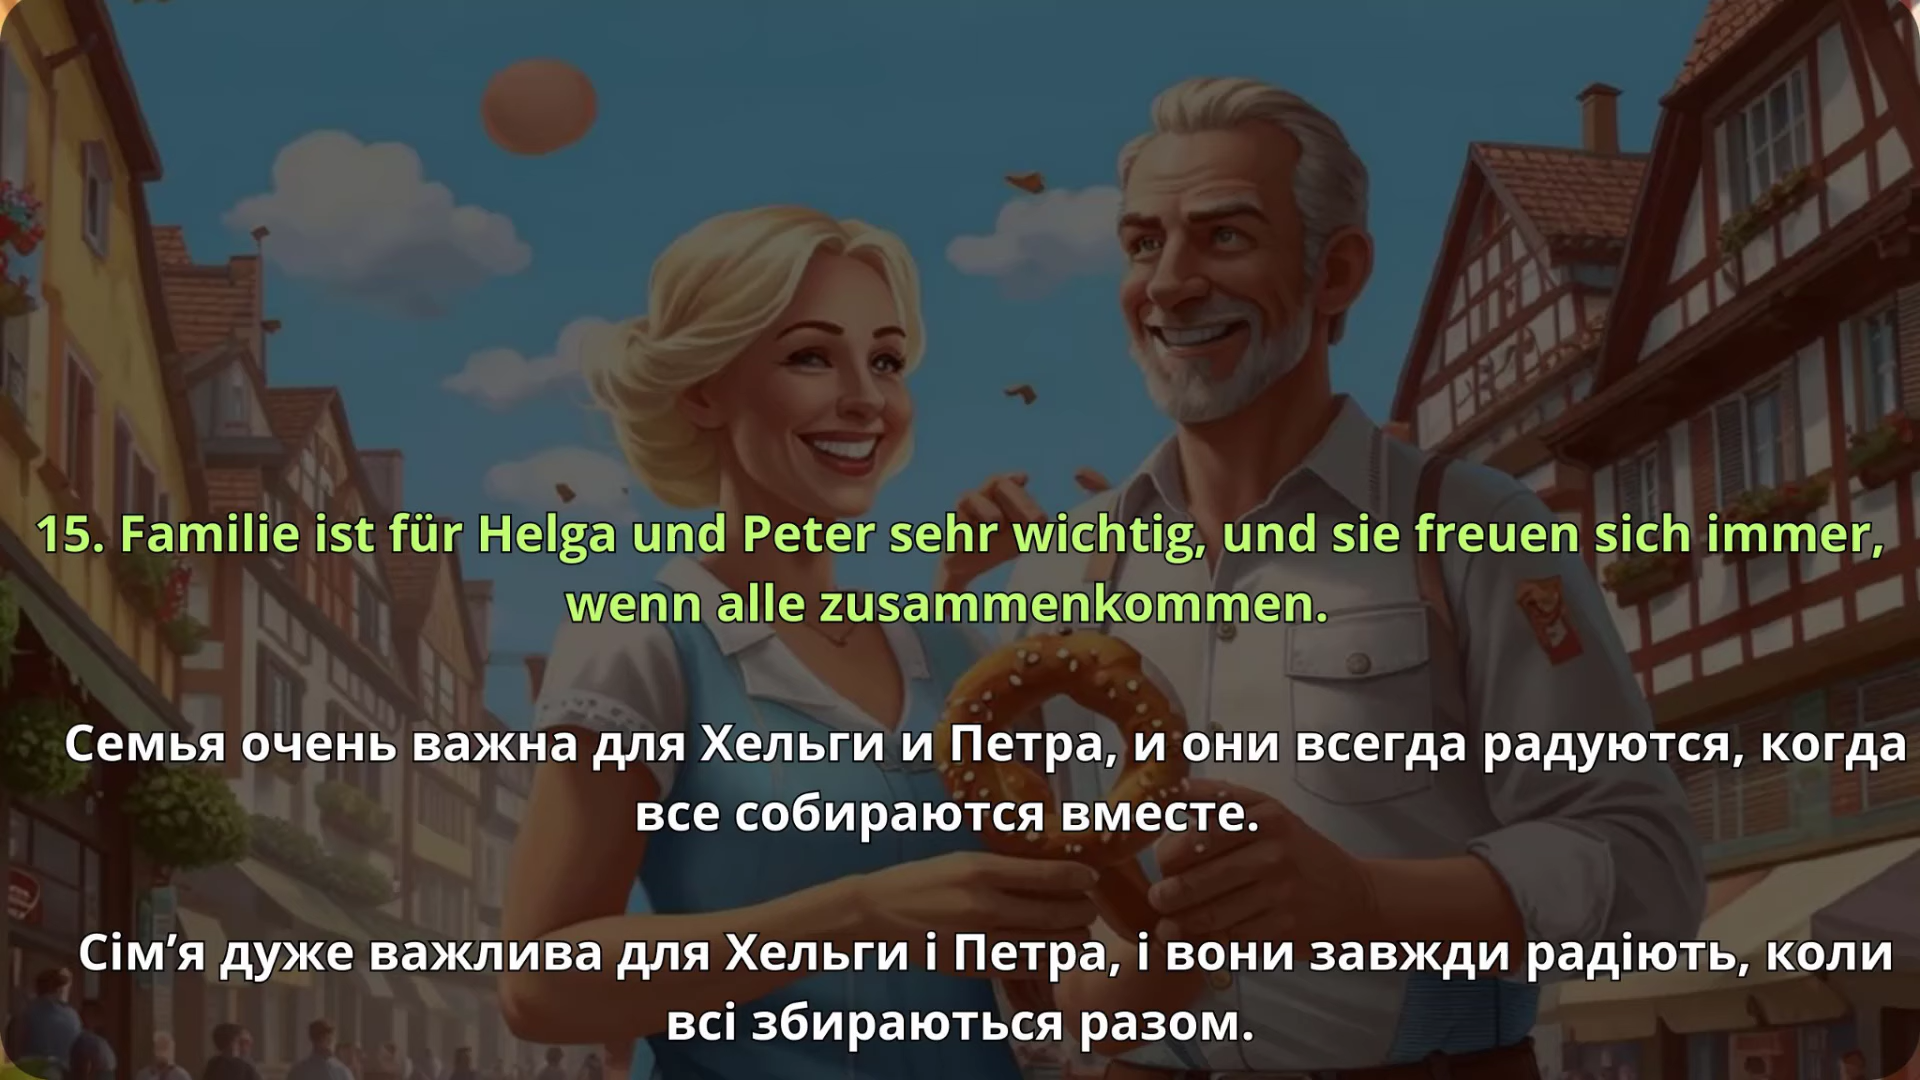 15. Familie ist für Helga und Peter sehr wichtig, und sie freuen sich immer,
wenn alle zusammenkommen.
Семья очень важна для Хельги и Петра, и они всегда радуются, когда
все собираются вместе.
Сім’я дуже важлива для Хельги і Петра, і вони завжди радіють, коли
всі збираються разом.